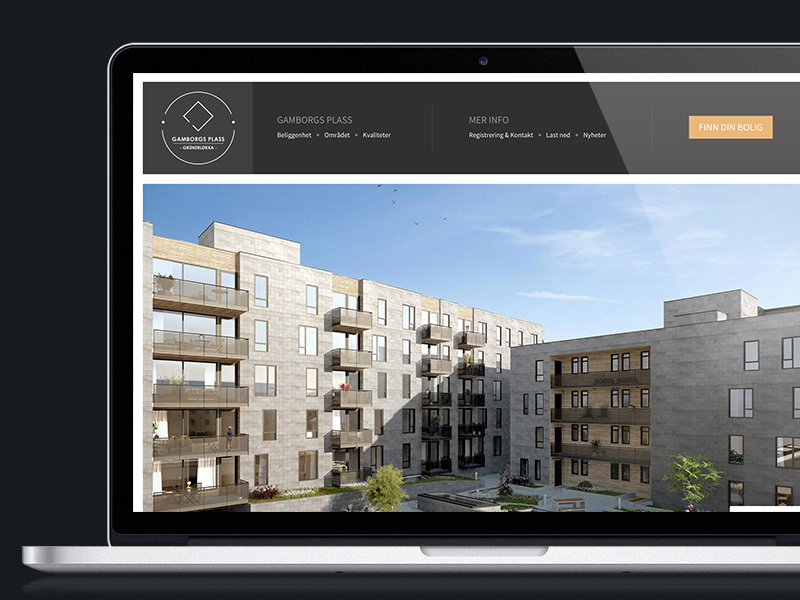 GAMBORGS PLASS
- GRÜNERLØKKA -
GAMBORGS PLASS
Beliggenhet • Området • Kvaliteter
MER INFO
Registrering & Kontakt • Last ned • Nyheter
FINN DIN BOLIG